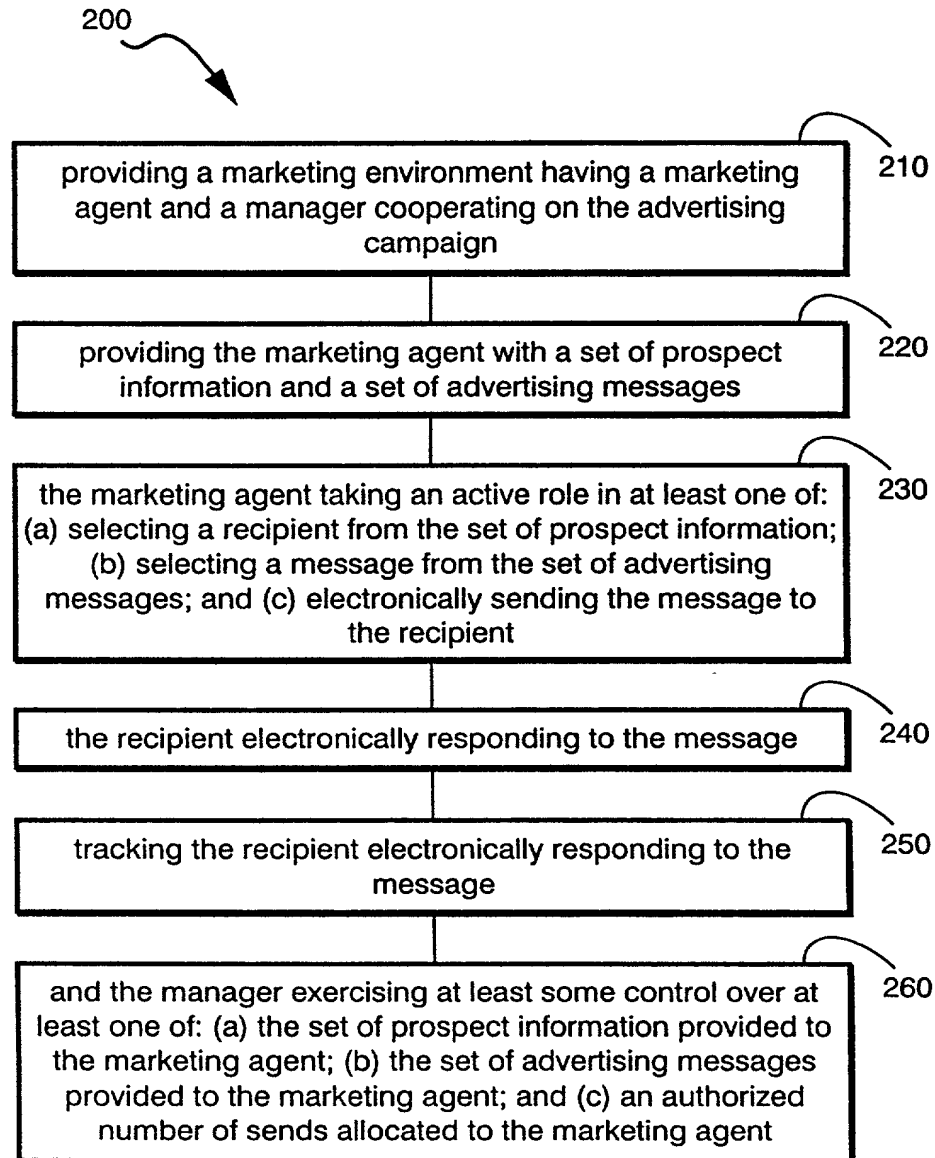 200
providing a marketing environment having a marketing
agent and a manager cooperating on the advertising
campaign
210
providing the marketing agent with a set of prospect
information and a set of advertising messages
220
the marketing agent taking an active role in at least one of:
(a) selecting a recipient from the set of prospect information;
(b) selecting a message from the set of advertising
messages; and (c) electronically sending the message to
the recipient
230
the recipient electronically responding to the message
240
tracking the recipient electronically responding to the
message
250
and the manager exercising at least some control over at
least one of: (a) the set of prospect information provided to
the marketing agent; (b) the set of advertising messages
provided to the marketing agent; and (c) an authorized
number of sends allocated to the marketing agent
260